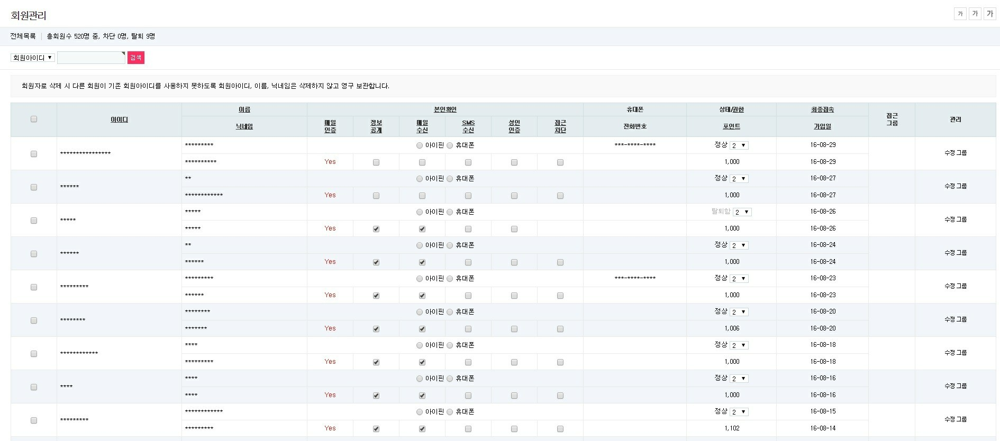 회원관리
가 가 가
전체목록 총회원수 520명 중, 차단 0명, 탈퇴 9명
회원아이디 ▼ 검색
회원자료 삭제 시 다른 회원이 기존 회원아이디를 사용하지 못하도록 회원아이디, 이름, 닉네임은 삭제하지 않고 영구 보관합니다.
아이디 이름 본인확인 휴대폰 상태/권한 최종접속 접근 그룹 관리
닉네임 메일 인증 정보 공개 메일 수신 SMS 수신 성인 인증 접근 차단 전화번호 포인트 가입일
**************** ********* 아이핀 휴대폰 ***-****-**** 정상 2 ▼ 16-08-29 수정 그룹
********** Yes 1,000 16-08-29
****** ** 아이핀 휴대폰 정상 2 ▼ 16-08-27 수정 그룹
************ Yes 1,000 16-08-27
***** ***** 아이핀 휴대폰 탈퇴함 2 ▼ 16-08-26 수정 그룹
***** Yes 1,000 16-08-26
****** ** 아이핀 휴대폰 정상 2 ▼ 16-08-24 수정 그룹
****** Yes 1,000 16-08-24
********* ********* 아이핀 휴대폰 ***-****-**** 정상 2 ▼ 16-08-23 수정 그룹
****** Yes 1,000 16-08-23
******** ******** 아이핀 휴대폰 정상 2 ▼ 16-08-20 수정 그룹
******* Yes 1,006 16-08-20
************ **** 아이핀 휴대폰 정상 2 ▼ 16-08-18 수정 그룹
********* Yes 1,000 16-08-18
**** **** 아이핀 휴대폰 정상 2 ▼ 16-08-16 수정 그룹
**** Yes 1,000 16-08-16
********* ************ 아이핀 휴대폰 정상 2 ▼ 16-08-15 수정 그룹
********* Yes 1,102 16-08-14